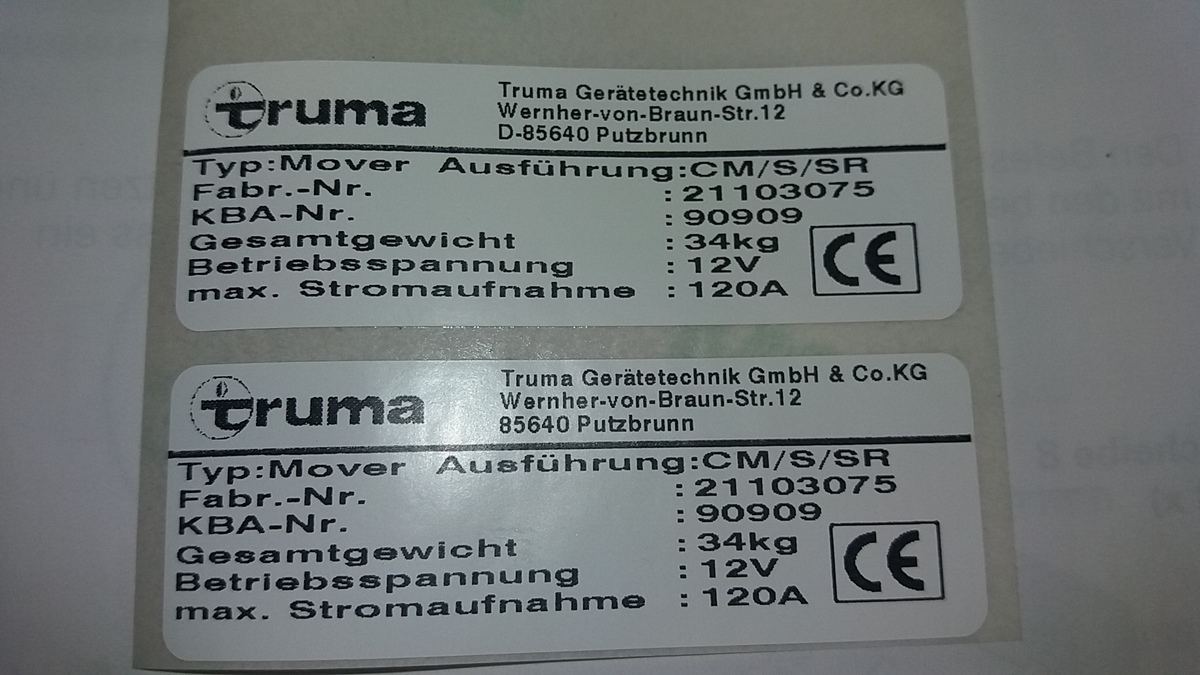 truma
Truma Gerätetechnik GmbH & Co.KG
Wernher-von-Braun-Str.12
D-85640 Putzbrunn
Typ:Mover Ausführung:CM/S/SR
Fabr.-Nr. : 21103075
KBA-Nr. : 90909
Gesamtgewicht : 34kg
Betriebsspannung : 12V
max. Stromaufnahme : 120A
CE
truma
Truma Gerätetechnik GmbH & Co.KG
Wernher-von-Braun-Str.12
85640 Putzbrunn
Typ:Mover Ausführung:CM/S/SR
Fabr.-Nr. : 21103075
KBA-Nr. : 90909
Gesamtgewicht : 34kg
Betriebsspannung : 12V
max. Stromaufnahme : 120A
CE